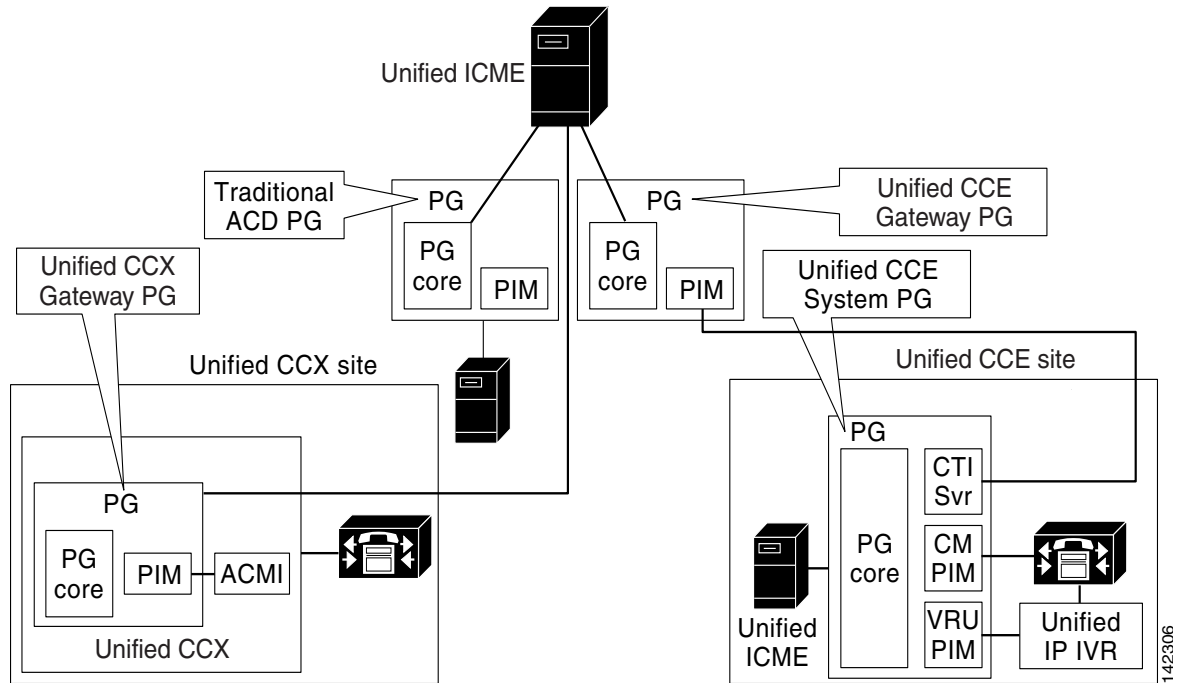 Unified ICME
Traditional
ACD PG
PG
PG
core
PIM
PG
PG
core
PIM
Unified CCE
Gateway PG
Unified CCX
Gateway PG
Unified CCE
System PG
Unified CCX site
PG
PG
core
PIM
ACMI
Unified CCX
Unified CCE site
PG
PG
core
CTI
Svr
CM
PIM
VRU
PIM
Unified
ICME
Unified
IP IVR
142306